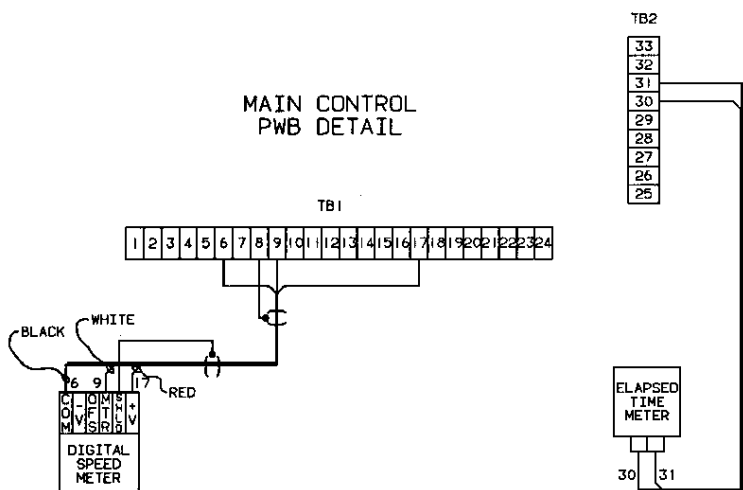 TB2
33
32
31
30
29
28
27
26
25
MAIN CONTROL
PWB DETAIL
TB1
1 2 3 4 5 6 7 8 9 10 11 12 13 14 15 16 17 18 19 20 21 22 23 24
BLACK
WHITE
RED
6 9 17
COM -V OFS MTR SHLD +V
DIGITAL
SPEED
METER
ELAPSED
TIME
METER
30 31